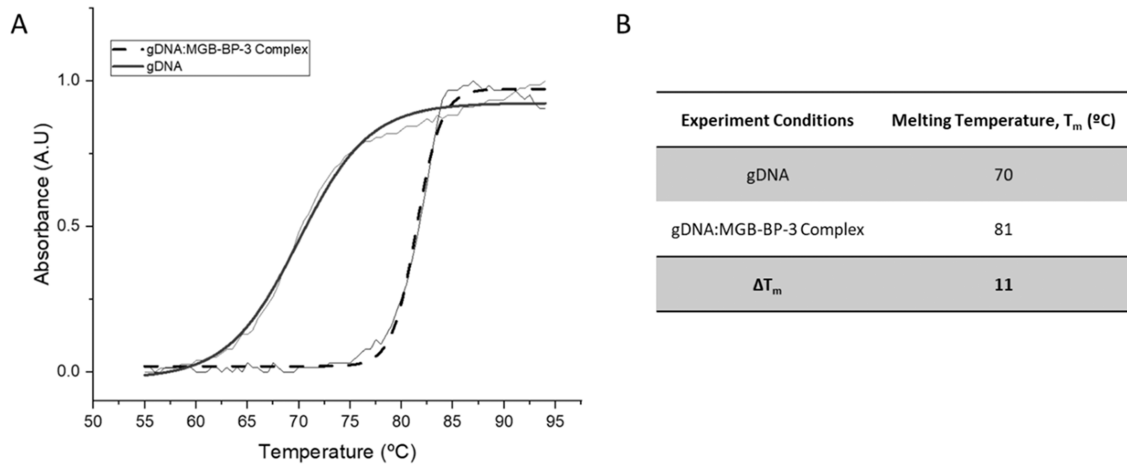 A
gDNA:MGB-BP-3 Complex
gDNA
1.0
0.5
0.0
Absorbance (A.U)
50 55 60 65 70 75 80 85 90 95
Temperature (ºC)
B
Experiment Conditions Melting Temperature, Tm (ºC)
gDNA 70
gDNA:MGB-BP-3 Complex 81
ΔTm 11